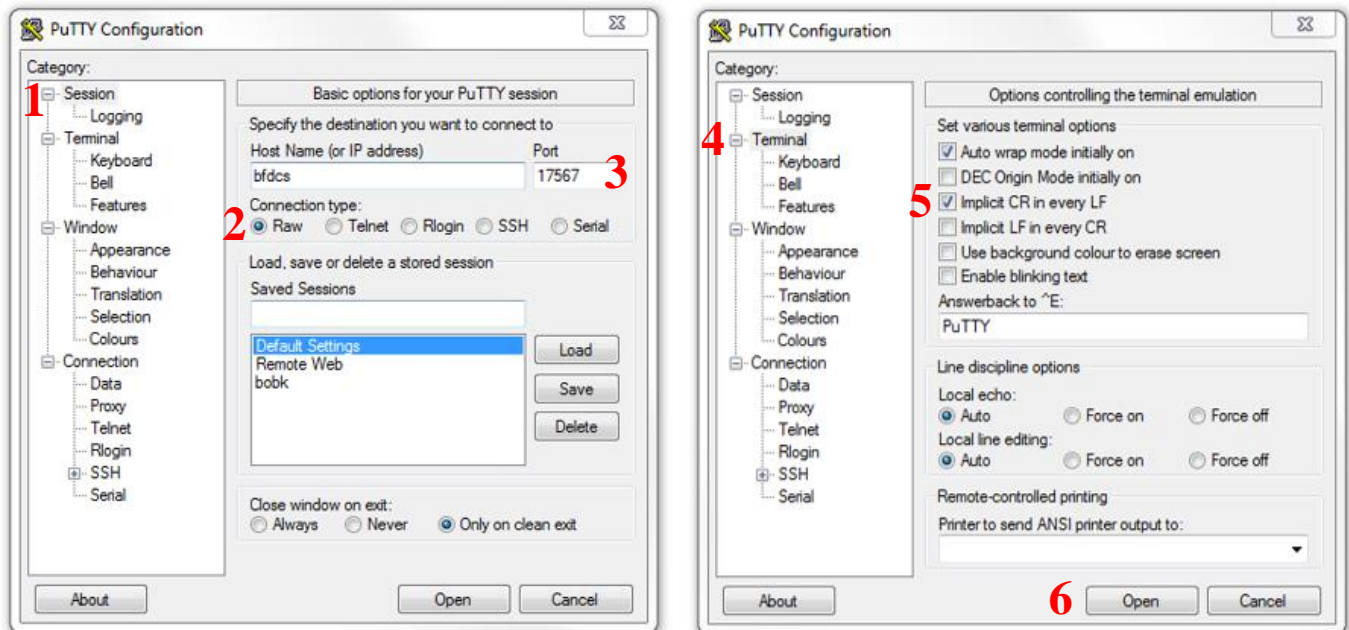 PuTTY Configuration
Category:
1
Session
Logging
Terminal
Keyboard
Bell
Features
Window
Appearance
Behaviour
Translation
Selection
Colours
Connection
Data
Proxy
Telnet
Rlogin
SSH
Serial
Basic options for your PuTTY session
Specify the destination you want to connect to
Host Name (or IP address) Port
bfdcs 17567 3
Connection type:
2 Raw Telnet Rlogin SSH Serial
Load, save or delete a stored session
Saved Sessions
Default Settings
Remote Web
bobk
Load
Save
Delete
Close window on exit:
Always Never Only on clean exit
About Open Cancel
PuTTY Configuration
Category:
Session
Logging
4 Terminal
Keyboard
Bell
Features
Window
Appearance
Behaviour
Translation
Selection
Colours
Connection
Data
Proxy
Telnet
Rlogin
SSH
Serial
Options controlling the terminal emulation
Set various terminal options
Auto wrap mode initially on
DEC Origin Mode initially on
5 Implicit CR in every LF
Implicit LF in every CR
Use background colour to erase screen
Enable blinking text
Answerback to ^E:
PuTTY
Line discipline options
Local echo:
Auto Force on Force off
Local line editing:
Auto Force on Force off
Remote-controlled printing
Printer to send ANSI printer output to:
About 6 Open Cancel